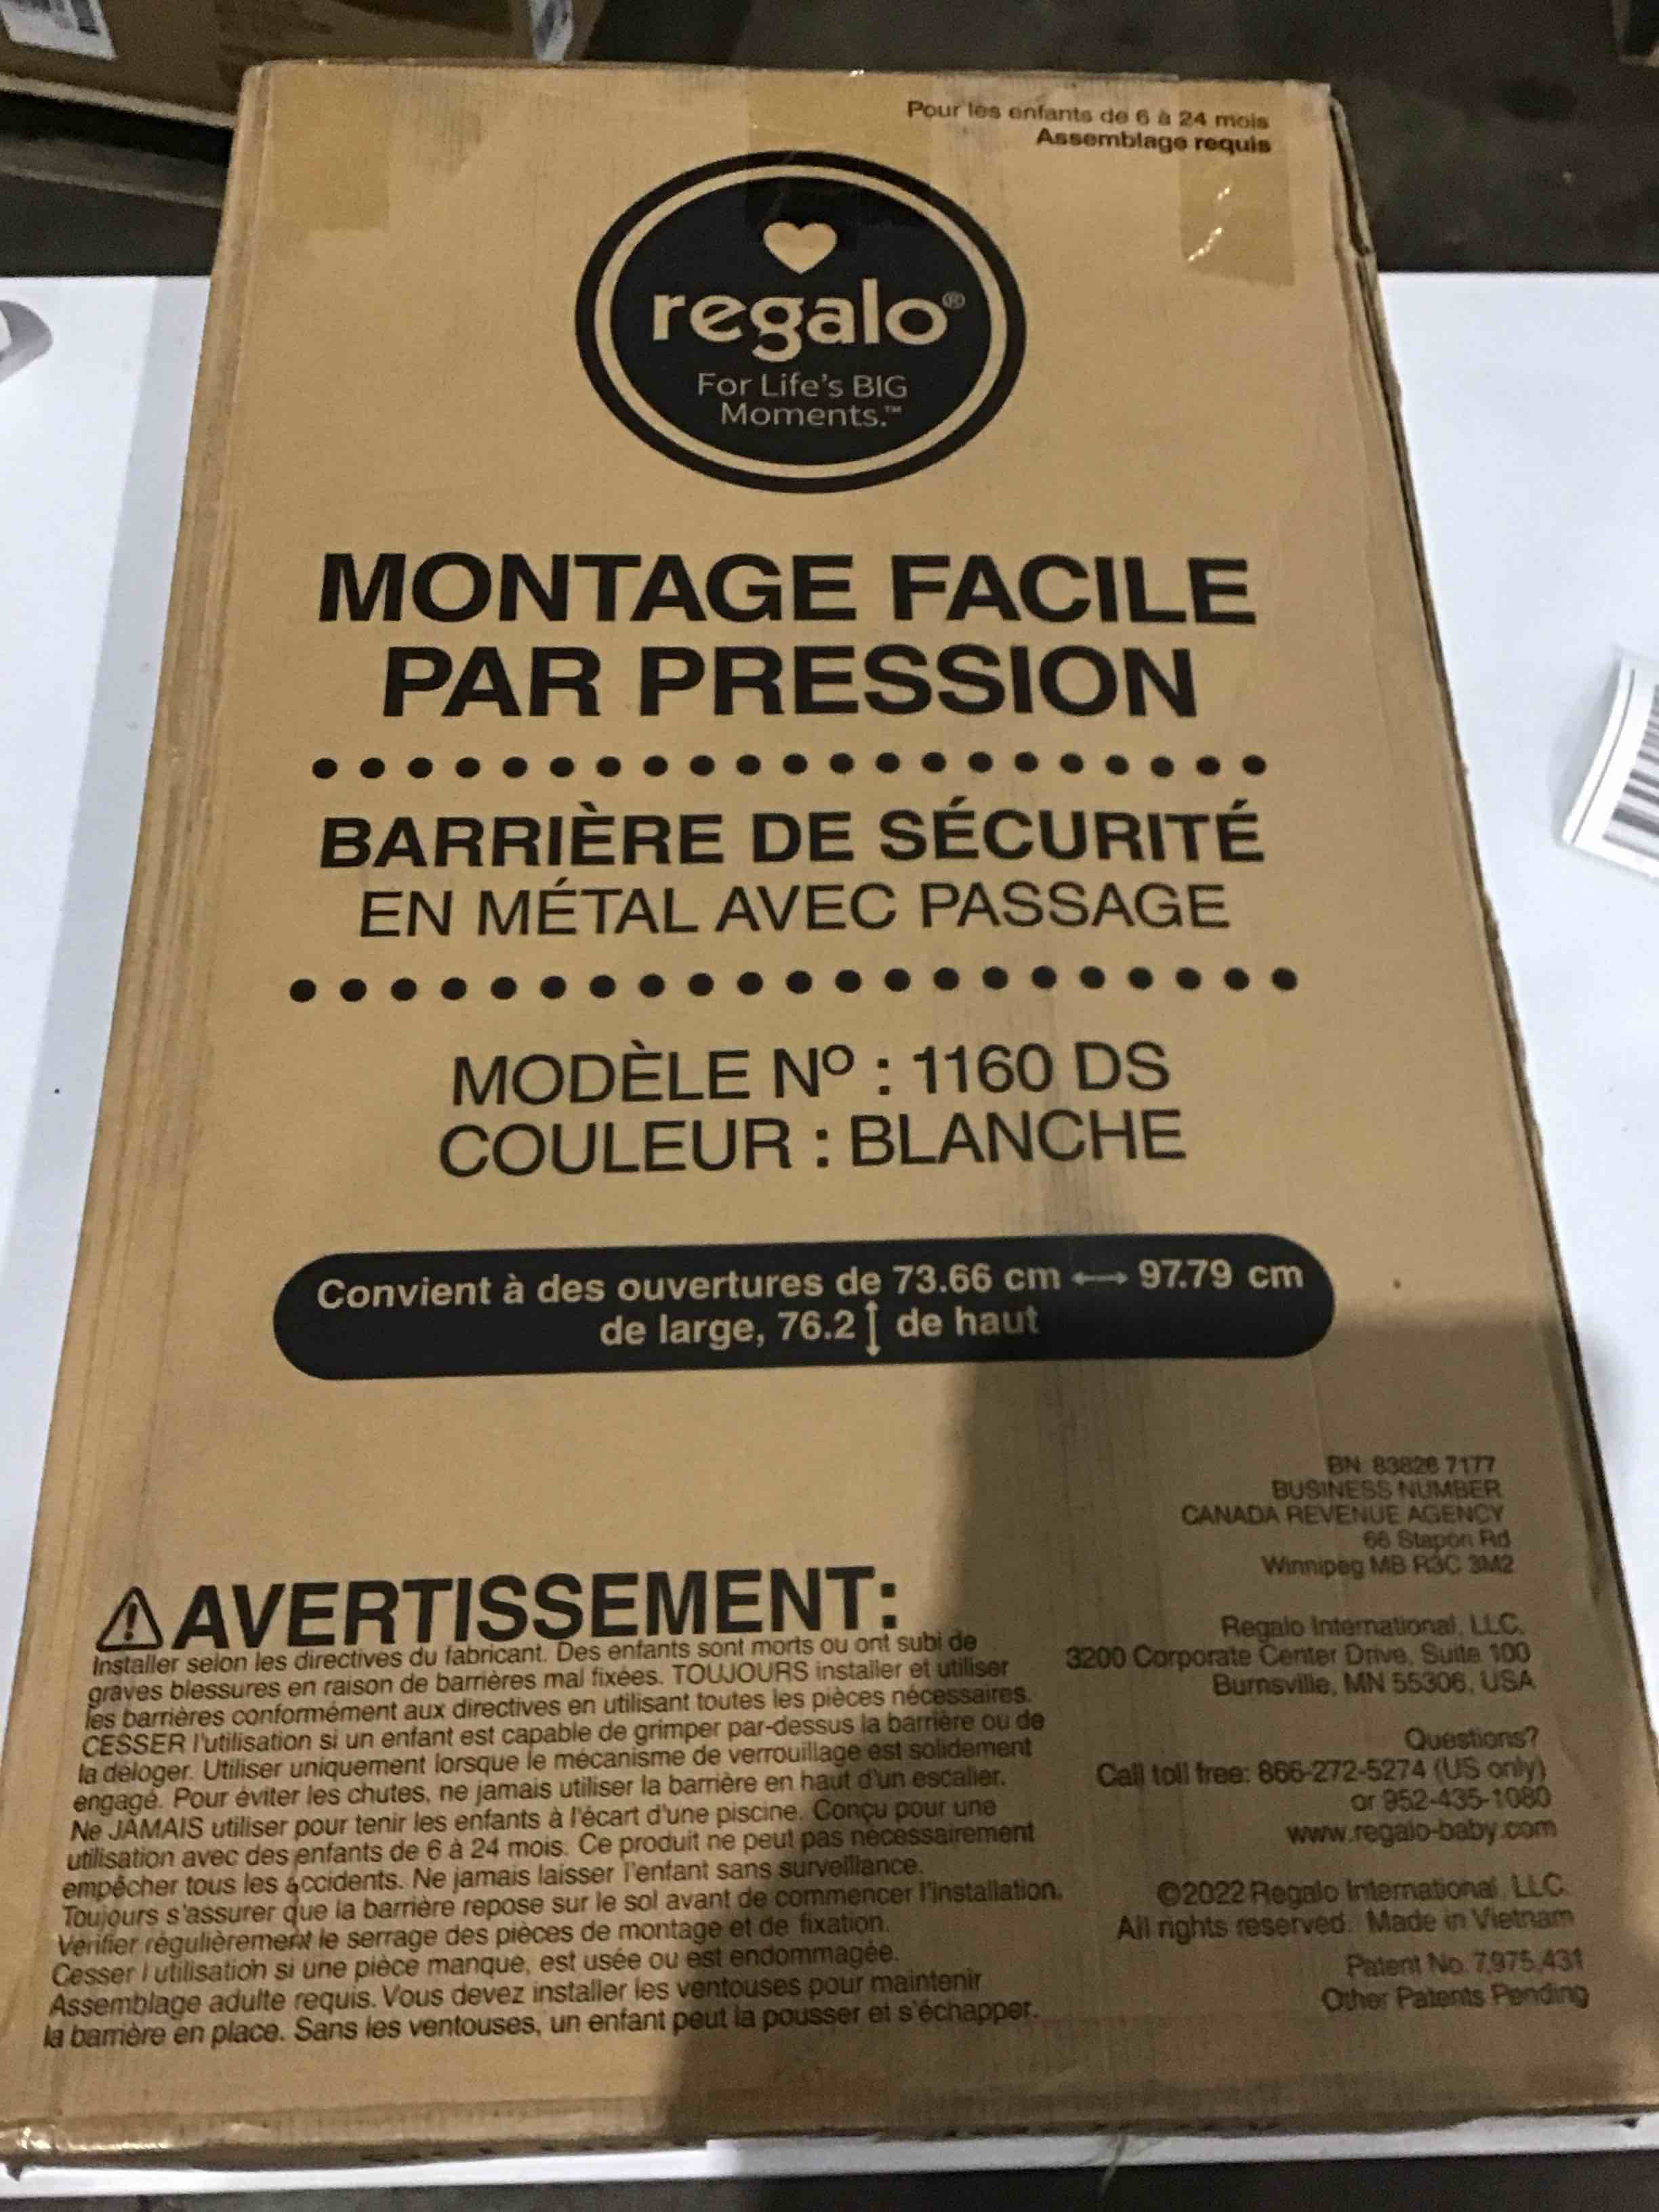 Pour les enfants de 6 à 24 mois
Assemblage requis
regalo®
For Life's BIG
Moments.™
MONTAGE FACILE
PAR PRESSION
BARRIÈRE DE SÉCURITÉ
EN MÉTAL AVEC PASSAGE
MODÈLE Nº : 1160 DS
COULEUR : BLANCHE
Convient à des ouvertures de 73.66 cm ⟷ 97.79 cm
de large, 76.2 ↕ de haut
BN 83826 7177
BUSINESS NUMBER
CANADA REVENUE AGENCY
66 Stapon Rd
Winnipeg MB R3C 3M2
⚠ AVERTISSEMENT:
Installer selon les directives du fabricant. Des enfants sont morts ou ont subi de
graves blessures en raison de barrières mal fixées. TOUJOURS installer et utiliser
les barrières conformément aux directives en utilisant toutes les pièces nécessaires.
CESSER l'utilisation si un enfant est capable de grimper par-dessus la barrière ou de
la déloger. Utiliser uniquement lorsque le mécanisme de verrouillage est solidement
engagé. Pour éviter les chutes, ne jamais utiliser la barrière en haut d'un escalier.
Ne JAMAIS utiliser pour tenir les enfants à l'écart d'une piscine. Conçu pour une
utilisation avec des enfants de 6 à 24 mois. Ce produit ne peut pas nécessairement
empêcher tous les accidents. Ne jamais laisser l'enfant sans surveillance.
Toujours s'assurer que la barrière repose sur le sol avant de commencer l'installation.
Vérifier régulièrement le serrage des pièces de montage et de fixation.
Cesser l'utilisation si une pièce manque, est usée ou est endommagée.
Assemblage adulte requis. Vous devez installer les ventouses pour maintenir
la barrière en place. Sans les ventouses, un enfant peut la pousser et s'échapper.
Regalo International, LLC.
3200 Corporate Center Drive, Suite 100
Burnsville, MN 55306, USA
Questions?
Call toll free: 866-272-5274 (US only)
or 952-435-1080
www.regalo-baby.com
©2022 Regalo International, LLC.
All rights reserved. Made in Vietnam
Patent No. 7,975,431
Other Patents Pending